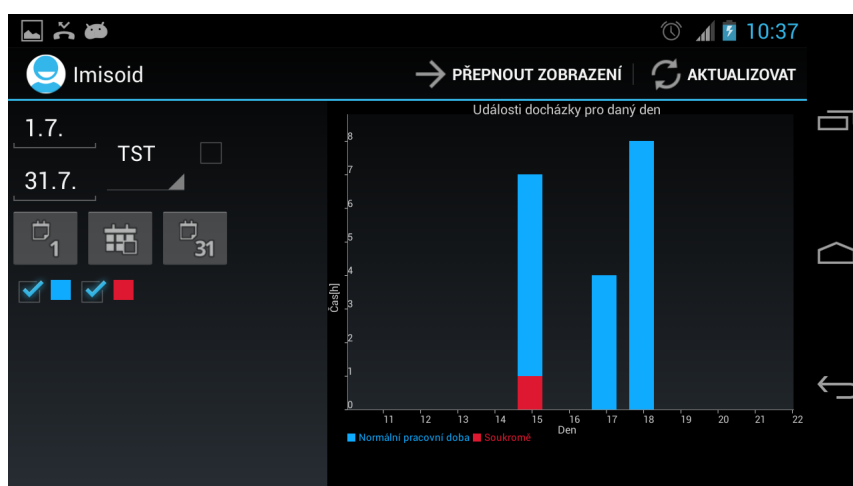 10:37
Imisoid
PŘEPNOUT ZOBRAZENÍ
AKTUALIZOVAT
1.7.
TST
31.7.
1
31
Události docházky pro daný den
8
7
6
5
4
3
2
1
0
Čas[h]
11 12 13 14 15 16 17 18 19 20 21 22
Den
Normální pracovní doba Soukromě